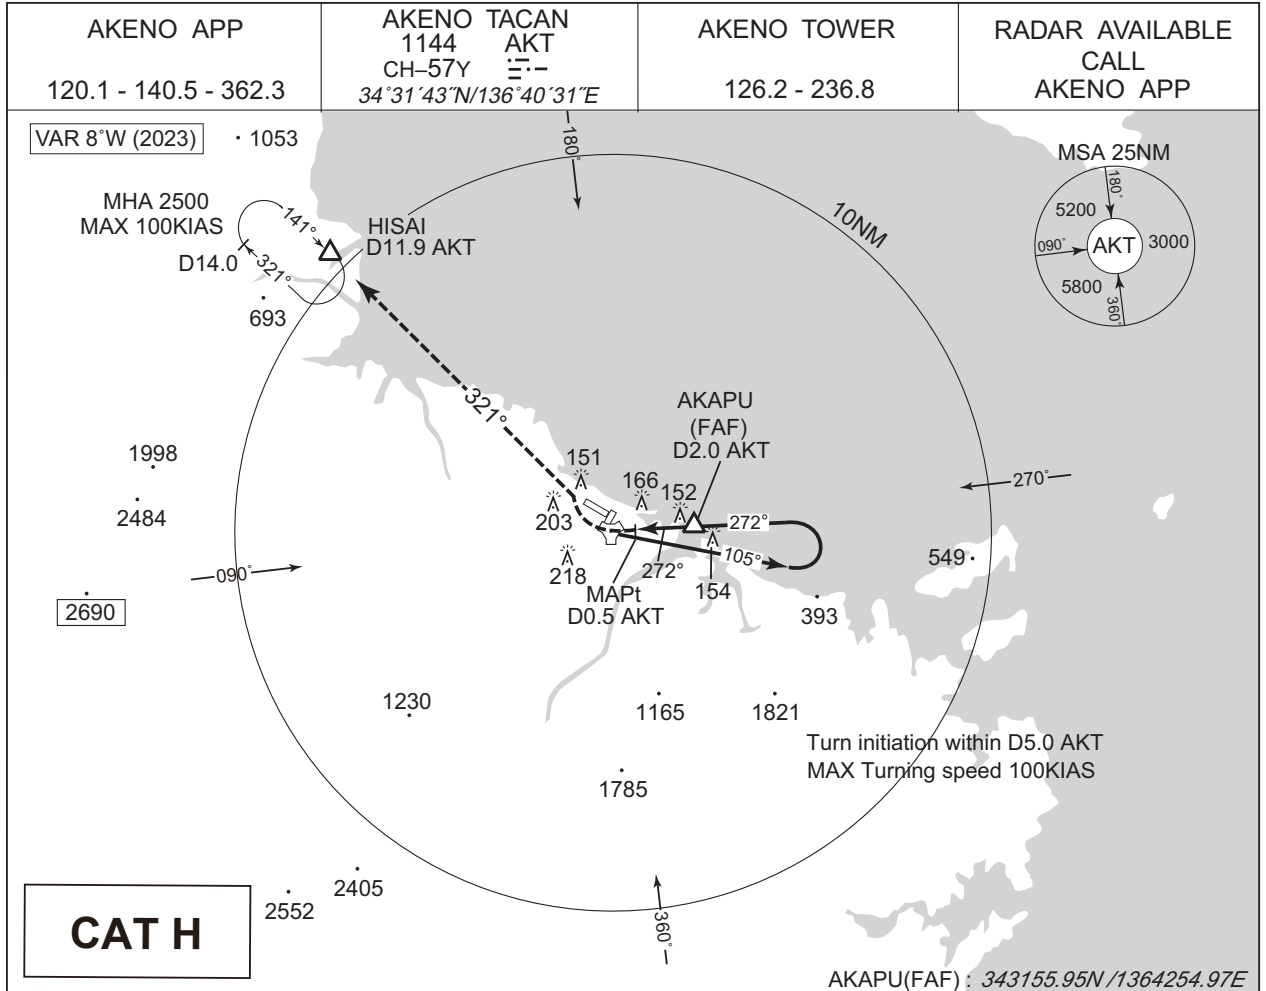 AKENO APP
120.1 - 140.5 - 362.3
AKENO TACAN
1144 AKT
CH–57Y
34˚31´43˝N/136˚40´31˝E
AKENO TOWER
126.2 - 236.8
RADAR AVAILABLE
CALL
AKENO APP
VAR 8˚W (2023)
1053
180˚
MSA 25NM
180˚
5200
090˚
AKT
3000
5800
360˚
MHA 2500
MAX 100KIAS
141˚
D14.0
321˚
HISAI
D11.9 AKT
10NM
693
321˚
AKAPU
(FAF)
D2.0 AKT
1998
2484
151
166
152
203
218
272˚
270˚
105˚
272˚
154
549
090˚
MAPt
D0.5 AKT
393
2690
1230
1165
1821
Turn initiation within D5.0 AKT
MAX Turning speed 100KIAS
1785
2405
2552
360˚
CAT H
AKAPU(FAF) : 343155.95N /1364254.97E